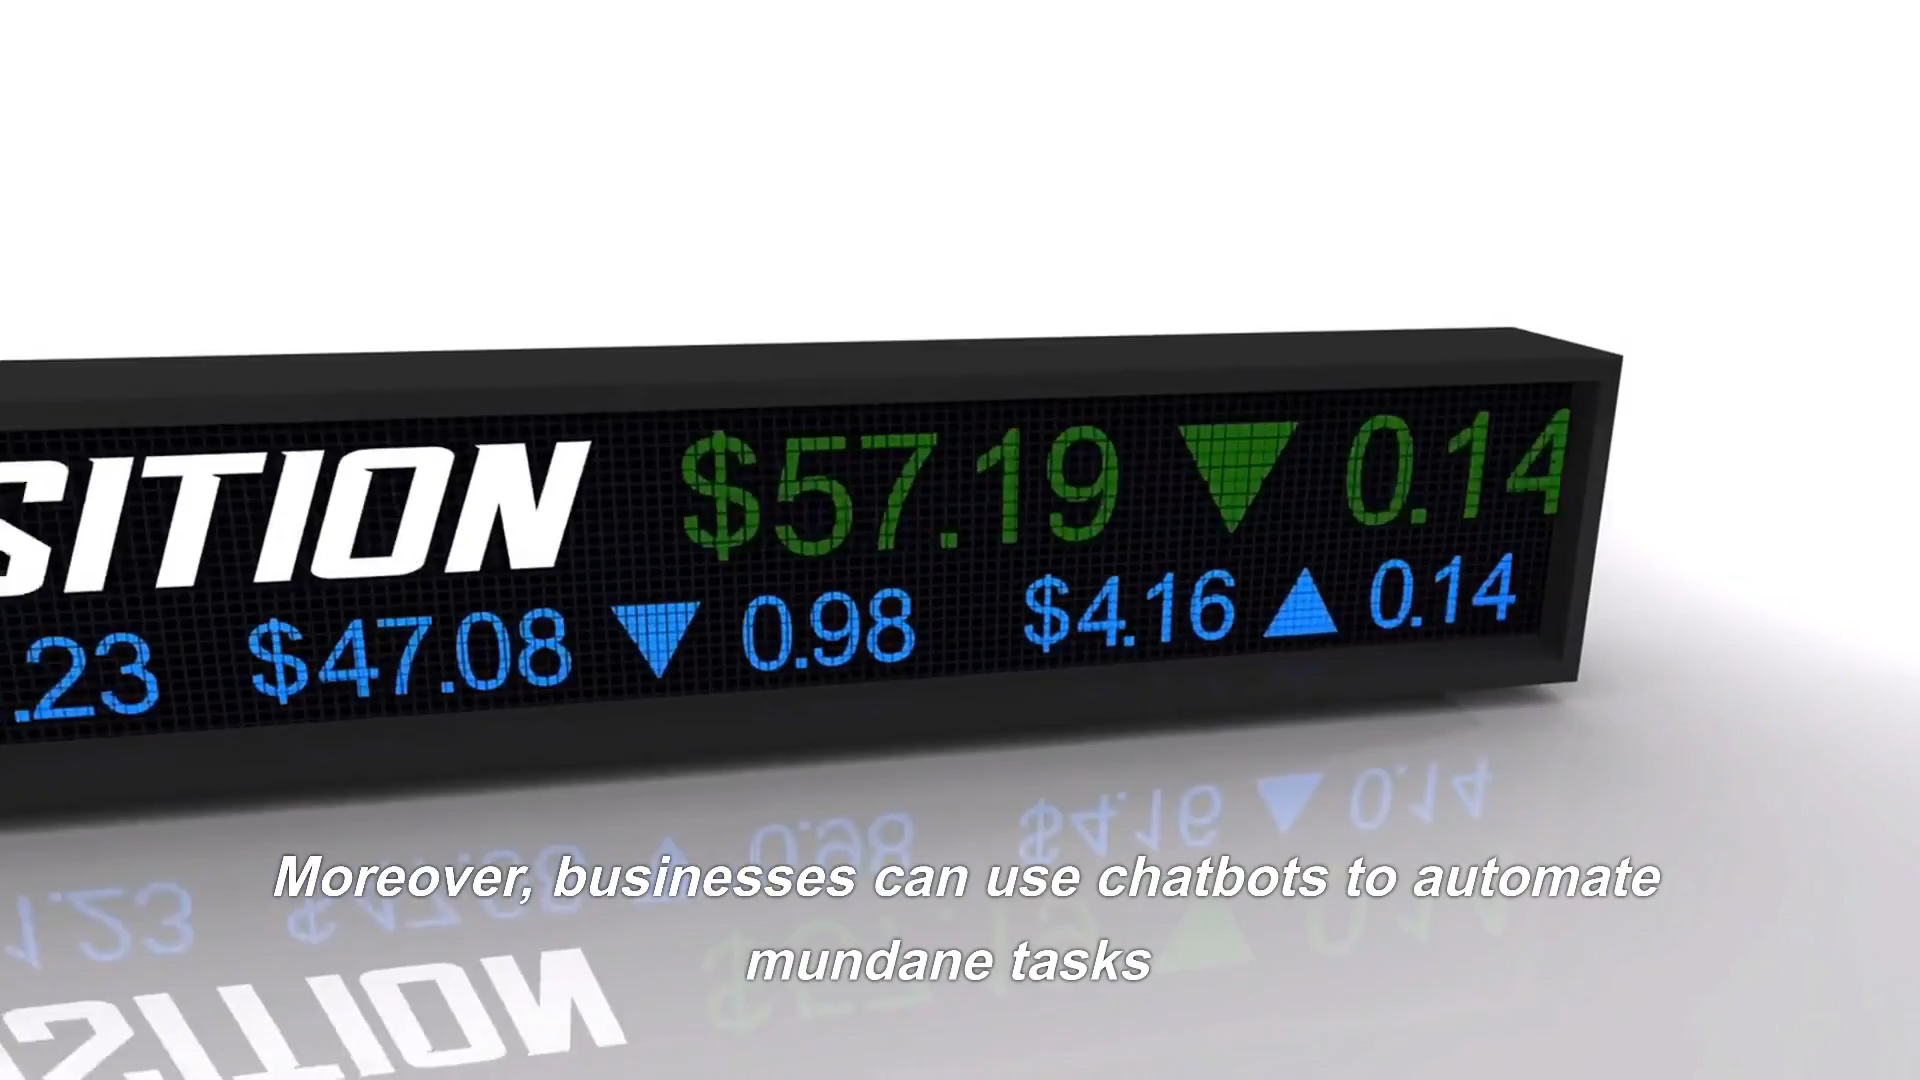 SITION $57.19 ▼ 0.14
.23 $47.08 ▼ 0.98 $4.16 ▲ 0.14
Moreover, businesses can use chatbots to automate
mundane tasks